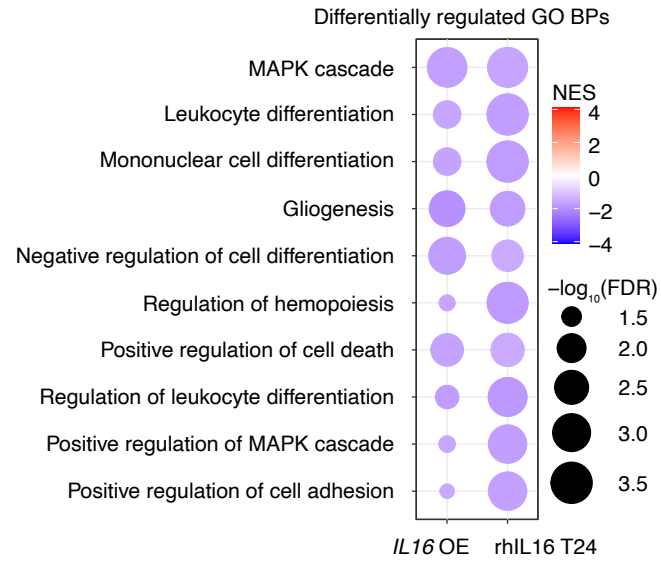 Differentially regulated GO BPs
MAPK cascade
Leukocyte differentiation
Mononuclear cell differentiation
Gliogenesis
Negative regulation of cell differentiation
Regulation of hemopoiesis
Positive regulation of cell death
Regulation of leukocyte differentiation
Positive regulation of MAPK cascade
Positive regulation of cell adhesion
IL16 OE
rhIL16 T24
NES
4
2
0
−2
−4
−log10(FDR)
1.5
2.0
2.5
3.0
3.5